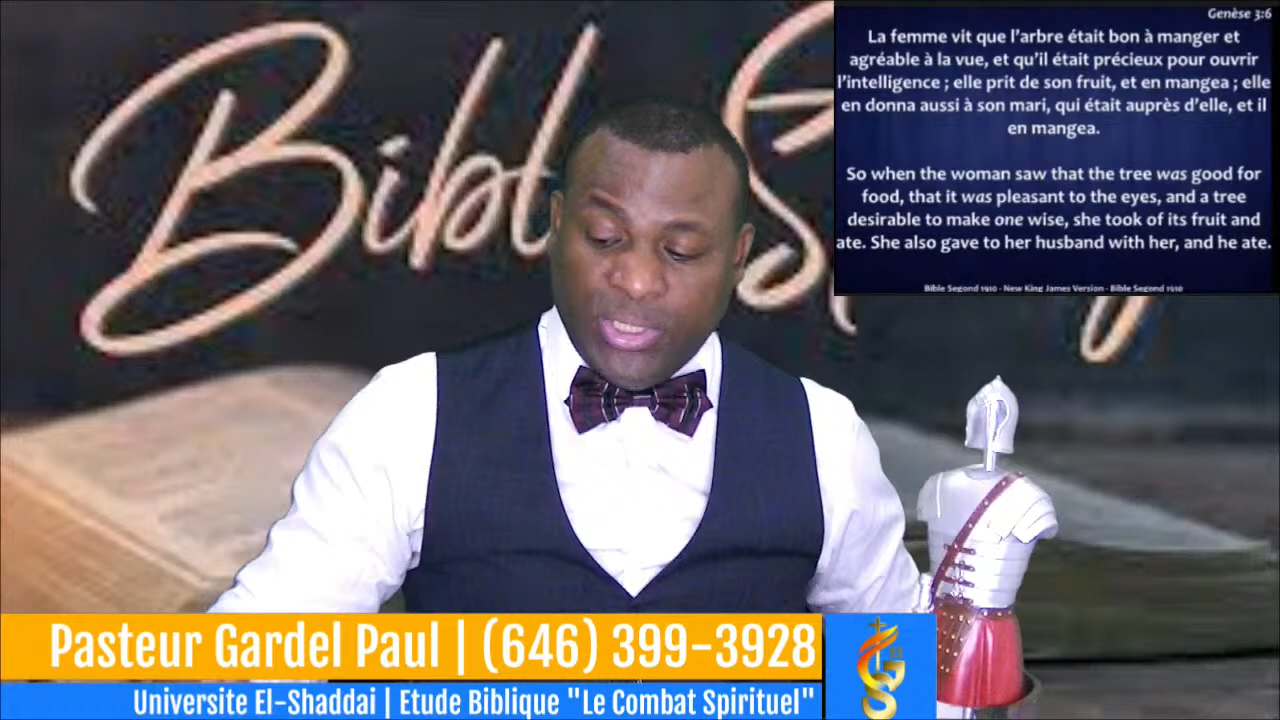 Bible Study
Genèse 3:6
La femme vit que l’arbre était bon à manger et
agréable à la vue, et qu’il était précieux pour ouvrir
l’intelligence ; elle prit de son fruit, et en mangea ; elle
en donna aussi à son mari, qui était auprès d’elle, et il
en mangea.
So when the woman saw that the tree was good for
food, that it was pleasant to the eyes, and a tree
desirable to make one wise, she took of its fruit and
ate. She also gave to her husband with her, and he ate.
Bible Segond 1910 - New King James Version - Bible Segond 1910
Pasteur Gardel Paul | (646) 399-3928
Universite El-Shaddai | Etude Biblique "Le Combat Spirituel"